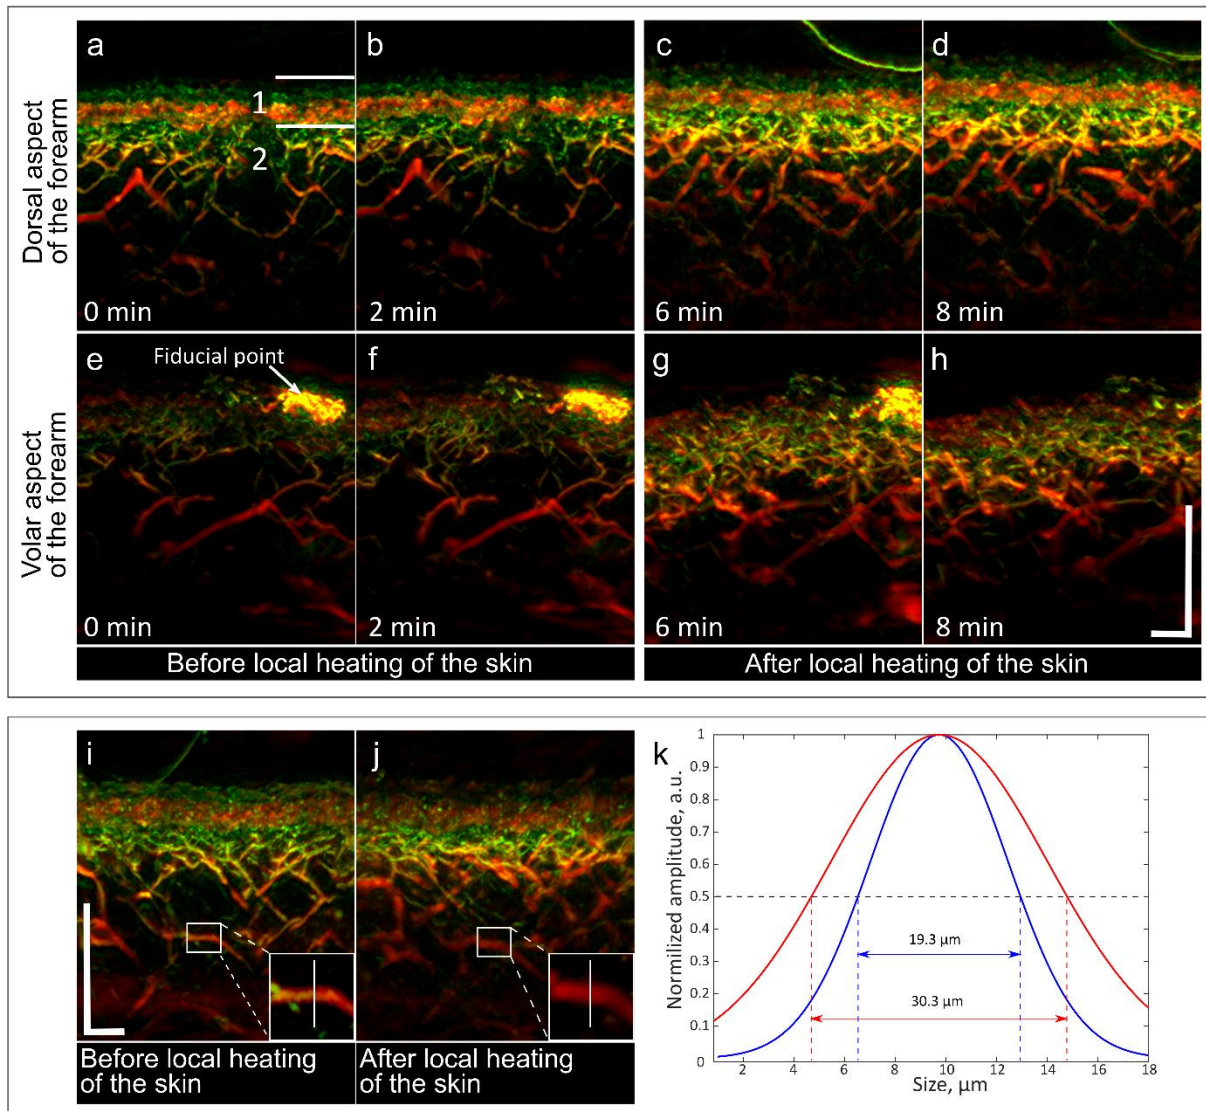 a
b
c
d
1
2
Dorsal aspect
of the forearm
0 min
2 min
6 min
8 min
e
f
g
h
Fiducial point
Volar aspect
of the forearm
0 min
2 min
6 min
8 min
Before local heating of the skin
After local heating of the skin
i
j
k
Before local heating
of the skin
After local heating
of the skin
Normilized amplitude, a.u.
1
0.9
0.8
0.7
0.6
0.5
0.4
0.3
0.2
0.1
0
19.3 µm
30.3 µm
2 4 6 8 10 12 14 16 18
Size, µm